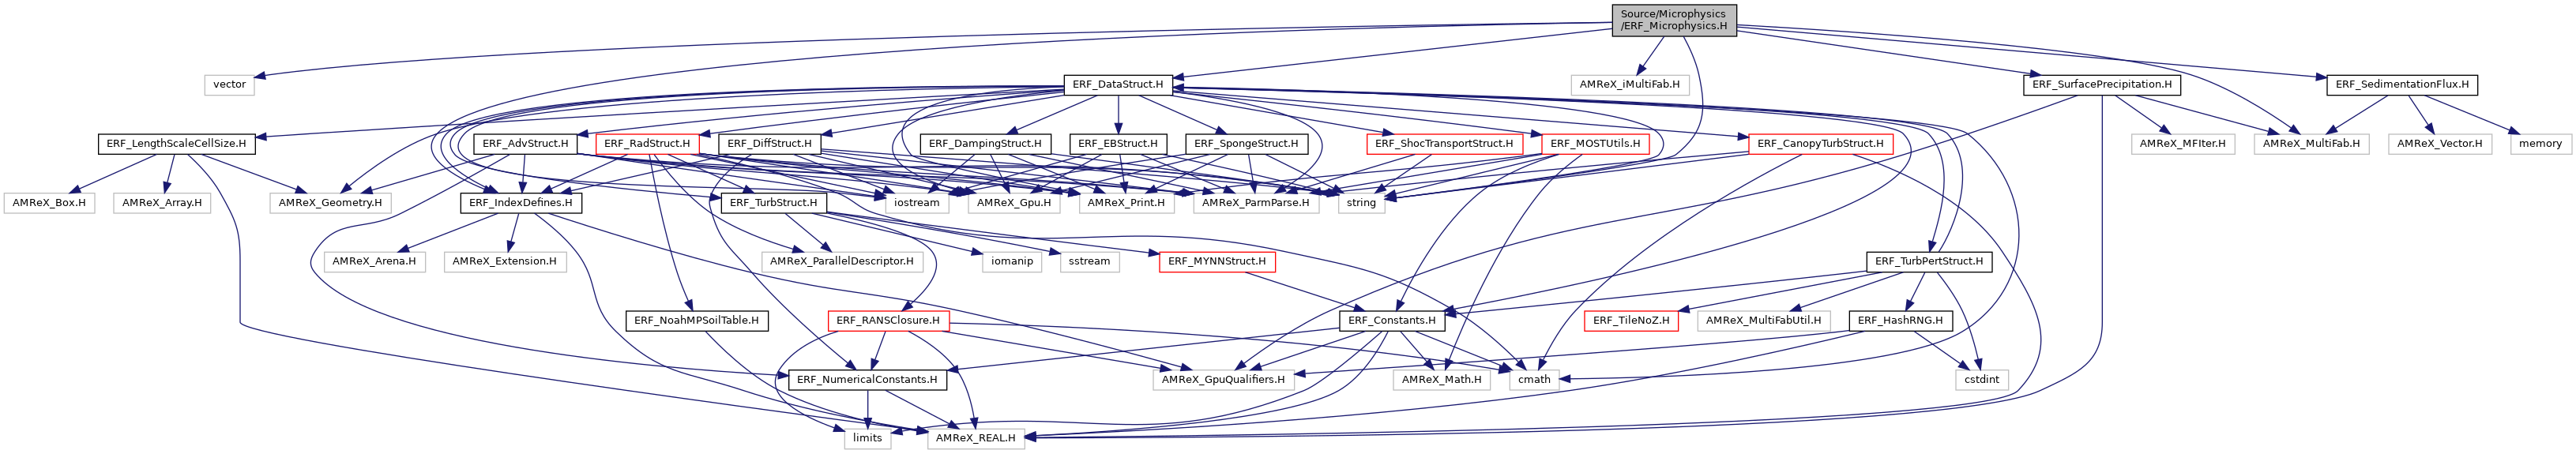 Source/Microphysics
/ERF_Microphysics.H
vector
ERF_DataStruct.H
AMReX_iMultiFab.H
ERF_SurfacePrecipitation.H
ERF_SedimentationFlux.H
ERF_LengthScaleCellSize.H
ERF_AdvStruct.H
ERF_RadStruct.H
ERF_DiffStruct.H
ERF_DampingStruct.H
ERF_EBStruct.H
ERF_SpongeStruct.H
ERF_ShocTransportStruct.H
ERF_MOSTUtils.H
ERF_CanopyTurbStruct.H
AMReX_MFIter.H
AMReX_MultiFab.H
AMReX_Vector.H
memory
AMReX_Box.H
AMReX_Array.H
AMReX_Geometry.H
ERF_IndexDefines.H
ERF_TurbStruct.H
iostream
AMReX_Gpu.H
AMReX_Print.H
AMReX_ParmParse.H
string
AMReX_Arena.H
AMReX_Extension.H
AMReX_ParallelDescriptor.H
iomanip
sstream
ERF_MYNNStruct.H
ERF_TurbPertStruct.H
ERF_NoahMPSoilTable.H
ERF_RANSClosure.H
ERF_Constants.H
ERF_TileNoZ.H
AMReX_MultiFabUtil.H
ERF_HashRNG.H
ERF_NumericalConstants.H
AMReX_GpuQualifiers.H
AMReX_Math.H
cmath
cstdint
limits
AMReX_REAL.H